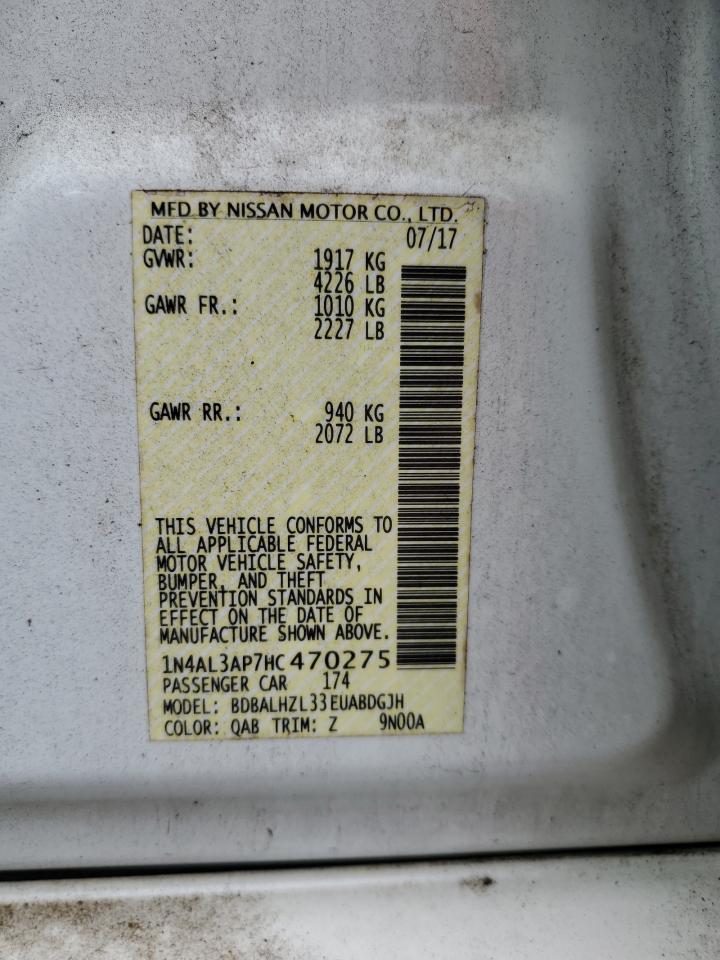 MFD BY NISSAN MOTOR CO., LTD.
DATE: 07/17
GVWR: 1917 KG
4226 LB
GAWR FR.: 1010 KG
2227 LB
GAWR RR.: 940 KG
2072 LB
THIS VEHICLE CONFORMS TO
ALL APPLICABLE FEDERAL
MOTOR VEHICLE SAFETY,
BUMPER, AND THEFT
PREVENTION STANDARDS IN
EFFECT ON THE DATE OF
MANUFACTURE SHOWN ABOVE.
1N4AL3AP7HC470275
PASSENGER CAR 174
MODEL: BDBALHZL33EUABDGJH
COLOR: QAB TRIM: Z 9N00A